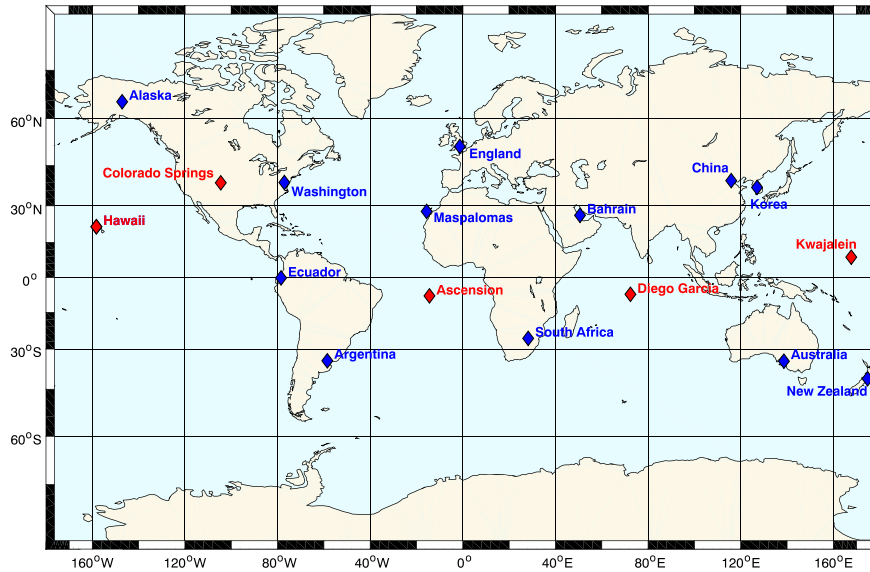 Alaska
60°N
England
Colorado Springs
China
Washington
Korea
30°N
Maspalomas
Bahrain
Hawaii
Kwajalein
Ecuador
0°
Ascension
Diego Garcia
South Africa
30°S
Argentina
Australia
New Zealand
60°S
160°W
120°W
80°W
40°W
0°
40°E
80°E
120°E
160°E